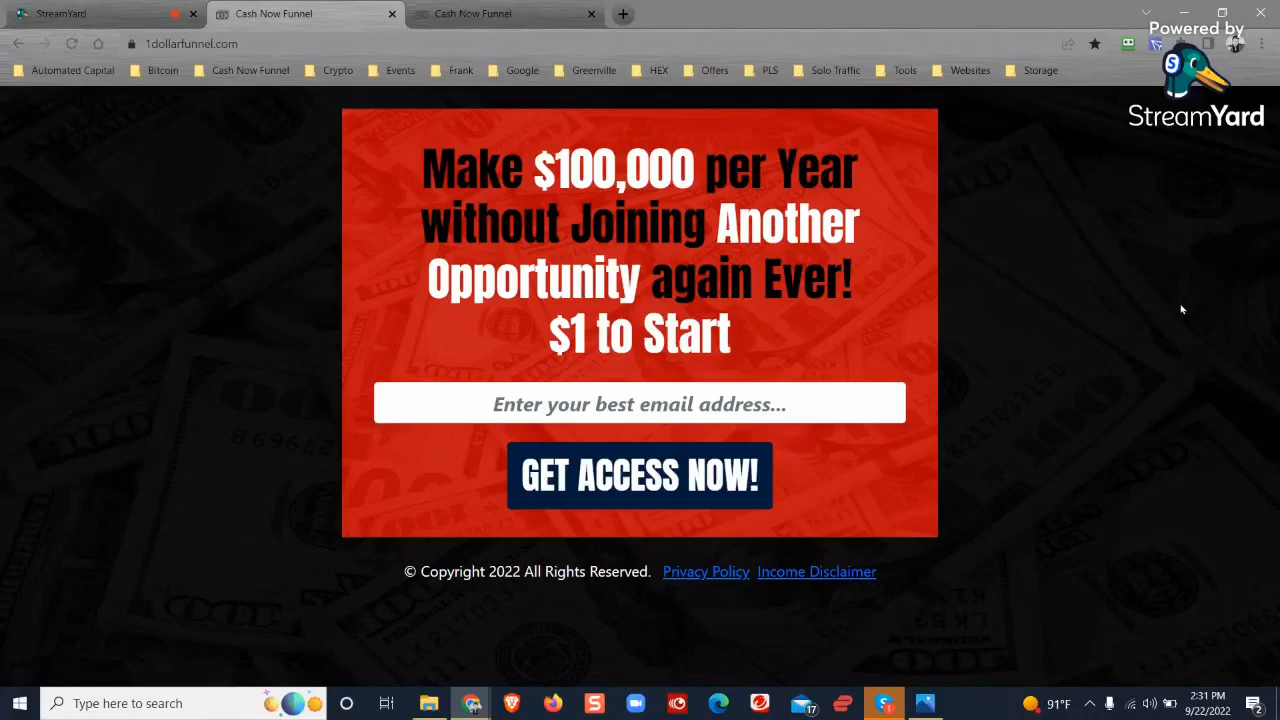 StreamYard
Cash Now Funnel
Cash Now Funnel
1dollarfunnel.com
Powered by
StreamYard
Automated Capital
Bitcoin
Cash Now Funnel
Crypto
Events
Frank
Google
Greenville
HEX
Offers
PLS
Solo Traffic
Tools
Websites
Storage
Make $100,000 per Year
without Joining Another
Opportunity again Ever!
$1 to Start
Enter your best email address...
GET ACCESS NOW!
© Copyright 2022 All Rights Reserved. Privacy Policy Income Disclaimer
Type here to search
17
1
91°F
2:31 PM
9/22/2022
2